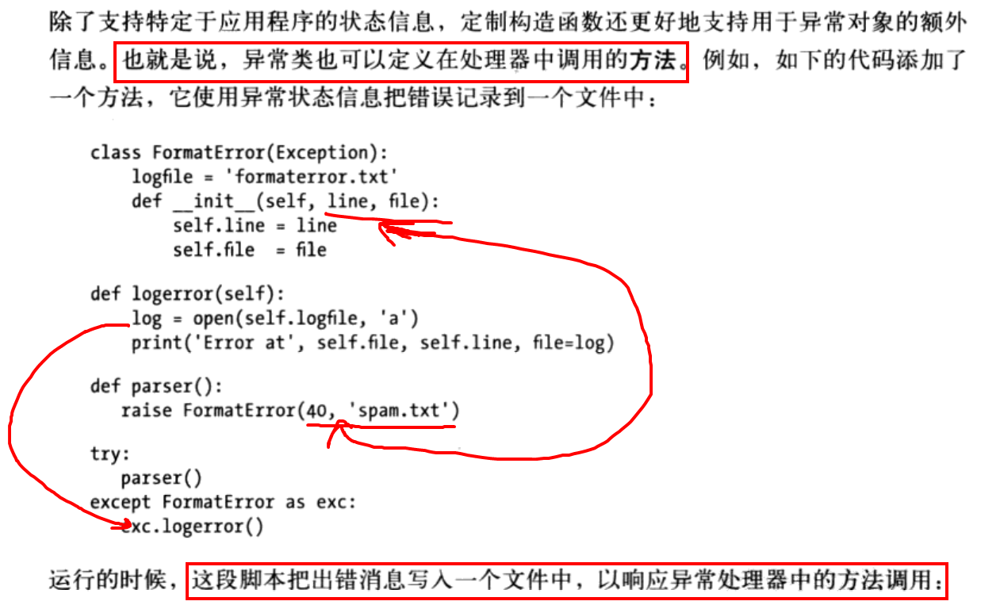 除了支持特定于应用程序的状态信息，定制构造函数还更好地支持用于异常对象的额外
信息。也就是说，异常类也可以定义在处理器中调用的方法。例如，如下的代码添加了
一个方法，它使用异常状态信息把错误记录到一个文件中：
class FormatError(Exception):
    logfile = 'formaterror.txt'
    def __init__(self, line, file):
        self.line = line
        self.file  = file
def logerror(self):
    log = open(self.logfile, 'a')
    print('Error at', self.file, self.line, file=log)
def parser():
   raise FormatError(40, 'spam.txt')
try:
   parser()
except FormatError as exc:
   exc.logerror()
运行的时候，这段脚本把出错消息写入一个文件中，以响应异常处理器中的方法调用：